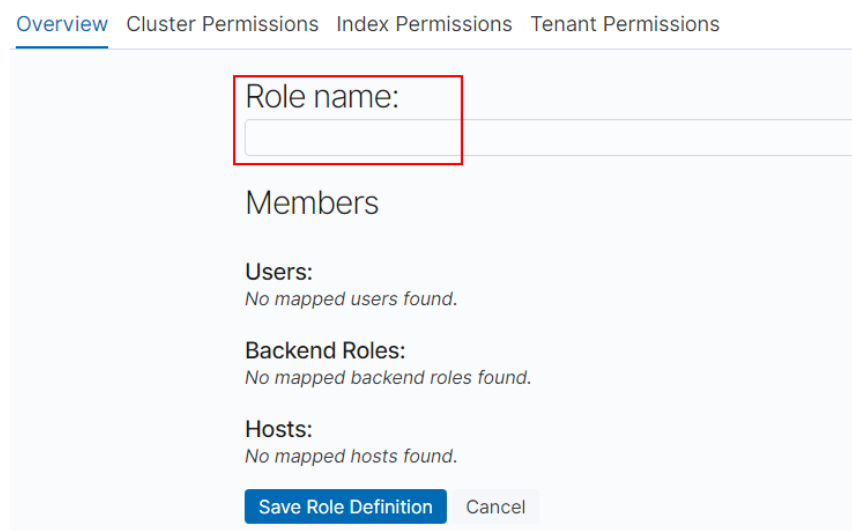 Overview Cluster Permissions Index Permissions Tenant Permissions
Role name:
Members
Users:
No mapped users found.
Backend Roles:
No mapped backend roles found.
Hosts:
No mapped hosts found.
Save Role Definition Cancel